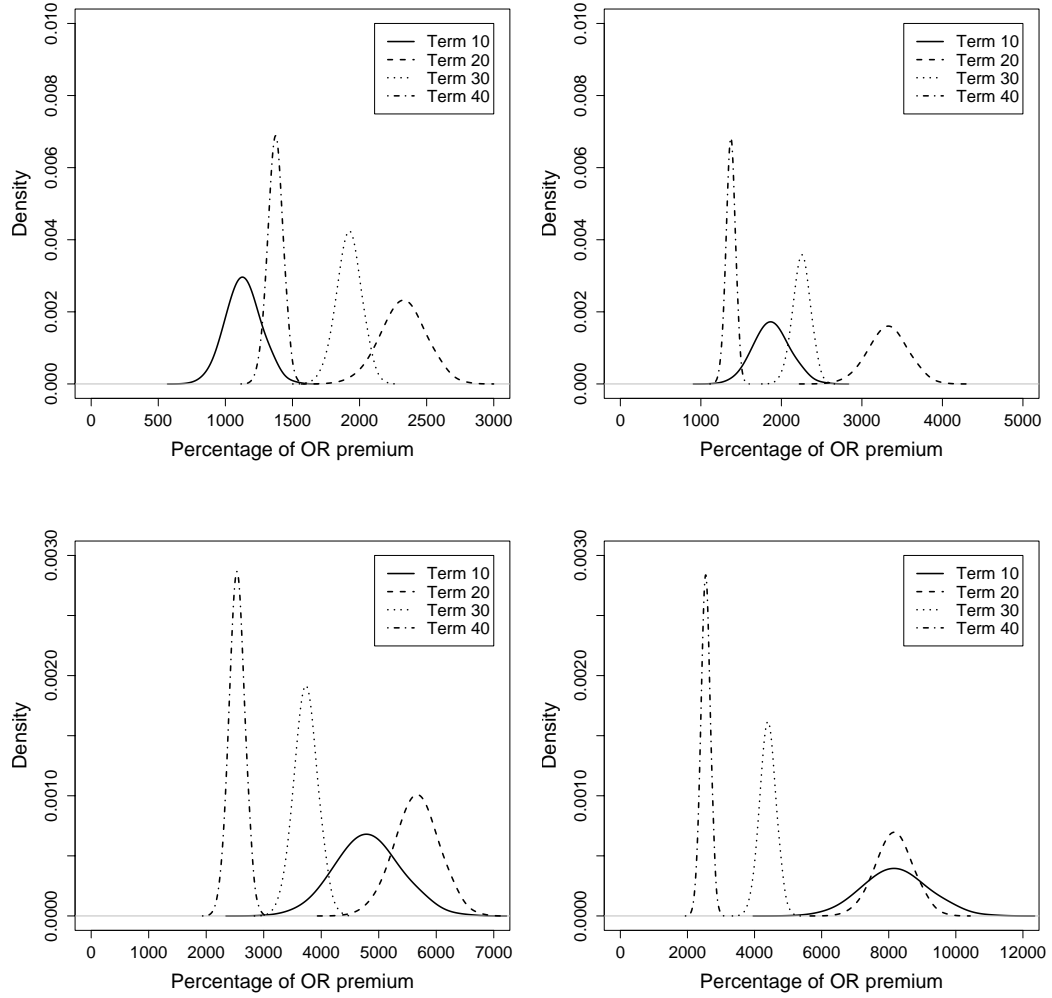 0.000 0.002 0.004 0.006 0.008 0.010
Density
Term 10
Term 20
Term 30
Term 40
0 500 1000 1500 2000 2500 3000
Percentage of OR premium
0.000 0.002 0.004 0.006 0.008 0.010
Density
Term 10
Term 20
Term 30
Term 40
0 1000 2000 3000 4000 5000
Percentage of OR premium
0.0000 0.0010 0.0020 0.0030
Density
Term 10
Term 20
Term 30
Term 40
0 1000 2000 3000 4000 5000 6000 7000
Percentage of OR premium
0.0000 0.0010 0.0020 0.0030
Density
Term 10
Term 20
Term 30
Term 40
0 2000 4000 6000 8000 10000 12000
Percentage of OR premium